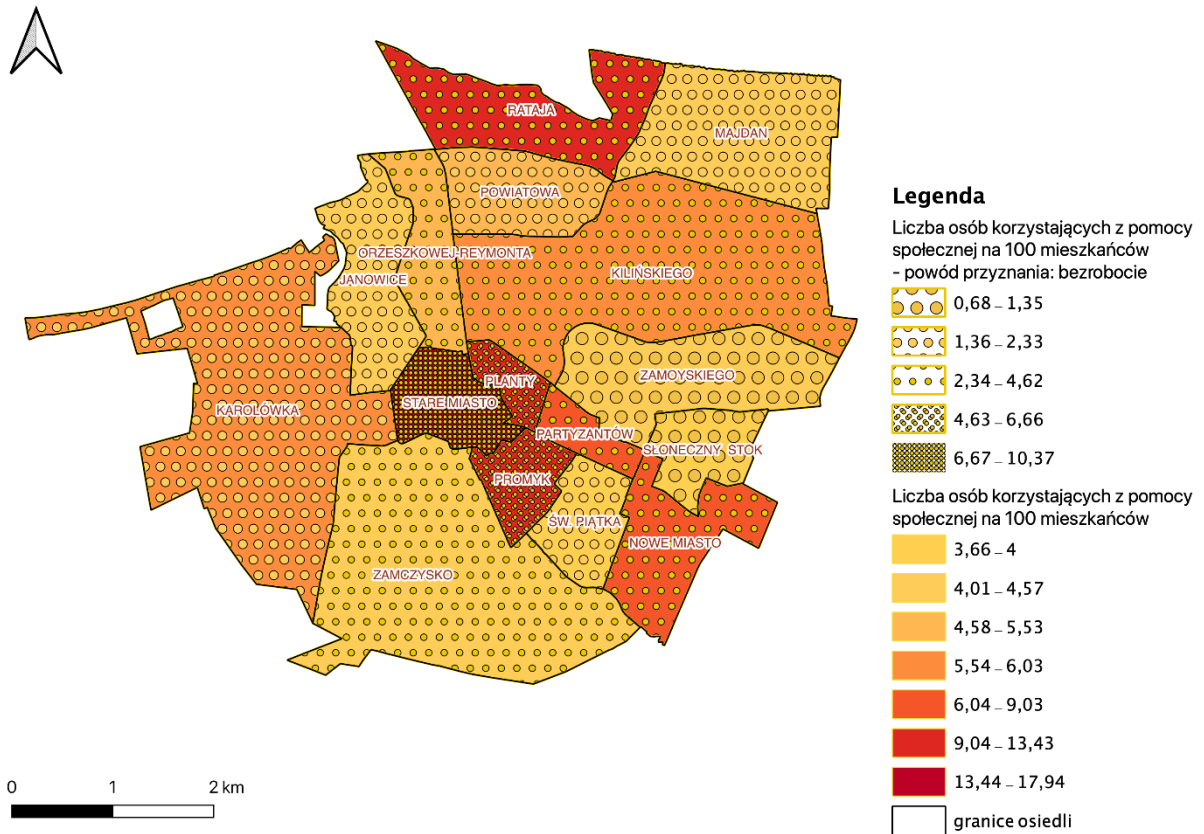 RATAJA
MAJDAN
POWIATOWA
ORZESZKOWEJ-REYMONTA
KILIŃSKIEGO
JANOWICE
ZAMOYSKIEGO
PLANTY
STARE MIASTO
KAROLÓWKA
PARTYZANTÓW
SŁONECZNY STOK
PROMYK
ŚW. PIĄTKA
NOWE MIASTO
ZAMCZYSKO
0 1 2 km
Legenda
Liczba osób korzystających z pomocy
społecznej na 100 mieszkańców
– powód przyznania: bezrobocie
0,68 – 1,35
1,36 – 2,33
2,34 – 4,62
4,63 – 6,66
6,67 – 10,37
Liczba osób korzystających z pomocy
społecznej na 100 mieszkańców
3,66 – 4
4,01 – 4,57
4,58 – 5,53
5,54 – 6,03
6,04 – 9,03
9,04 – 13,43
13,44 – 17,94
granice osiedli